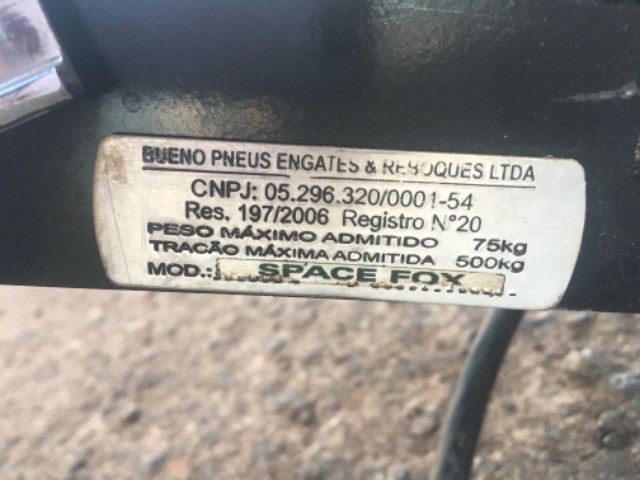 BUENO PNEUS ENGATES & REBOQUES LTDA
CNPJ: 05.296.320/0001-54
Res. 197/2006 Registro N°20
PESO MÁXIMO ADMITIDO 75kg
TRACÃO MÁXIMA ADMITIDA 500kg
MOD.: SPACE FOX